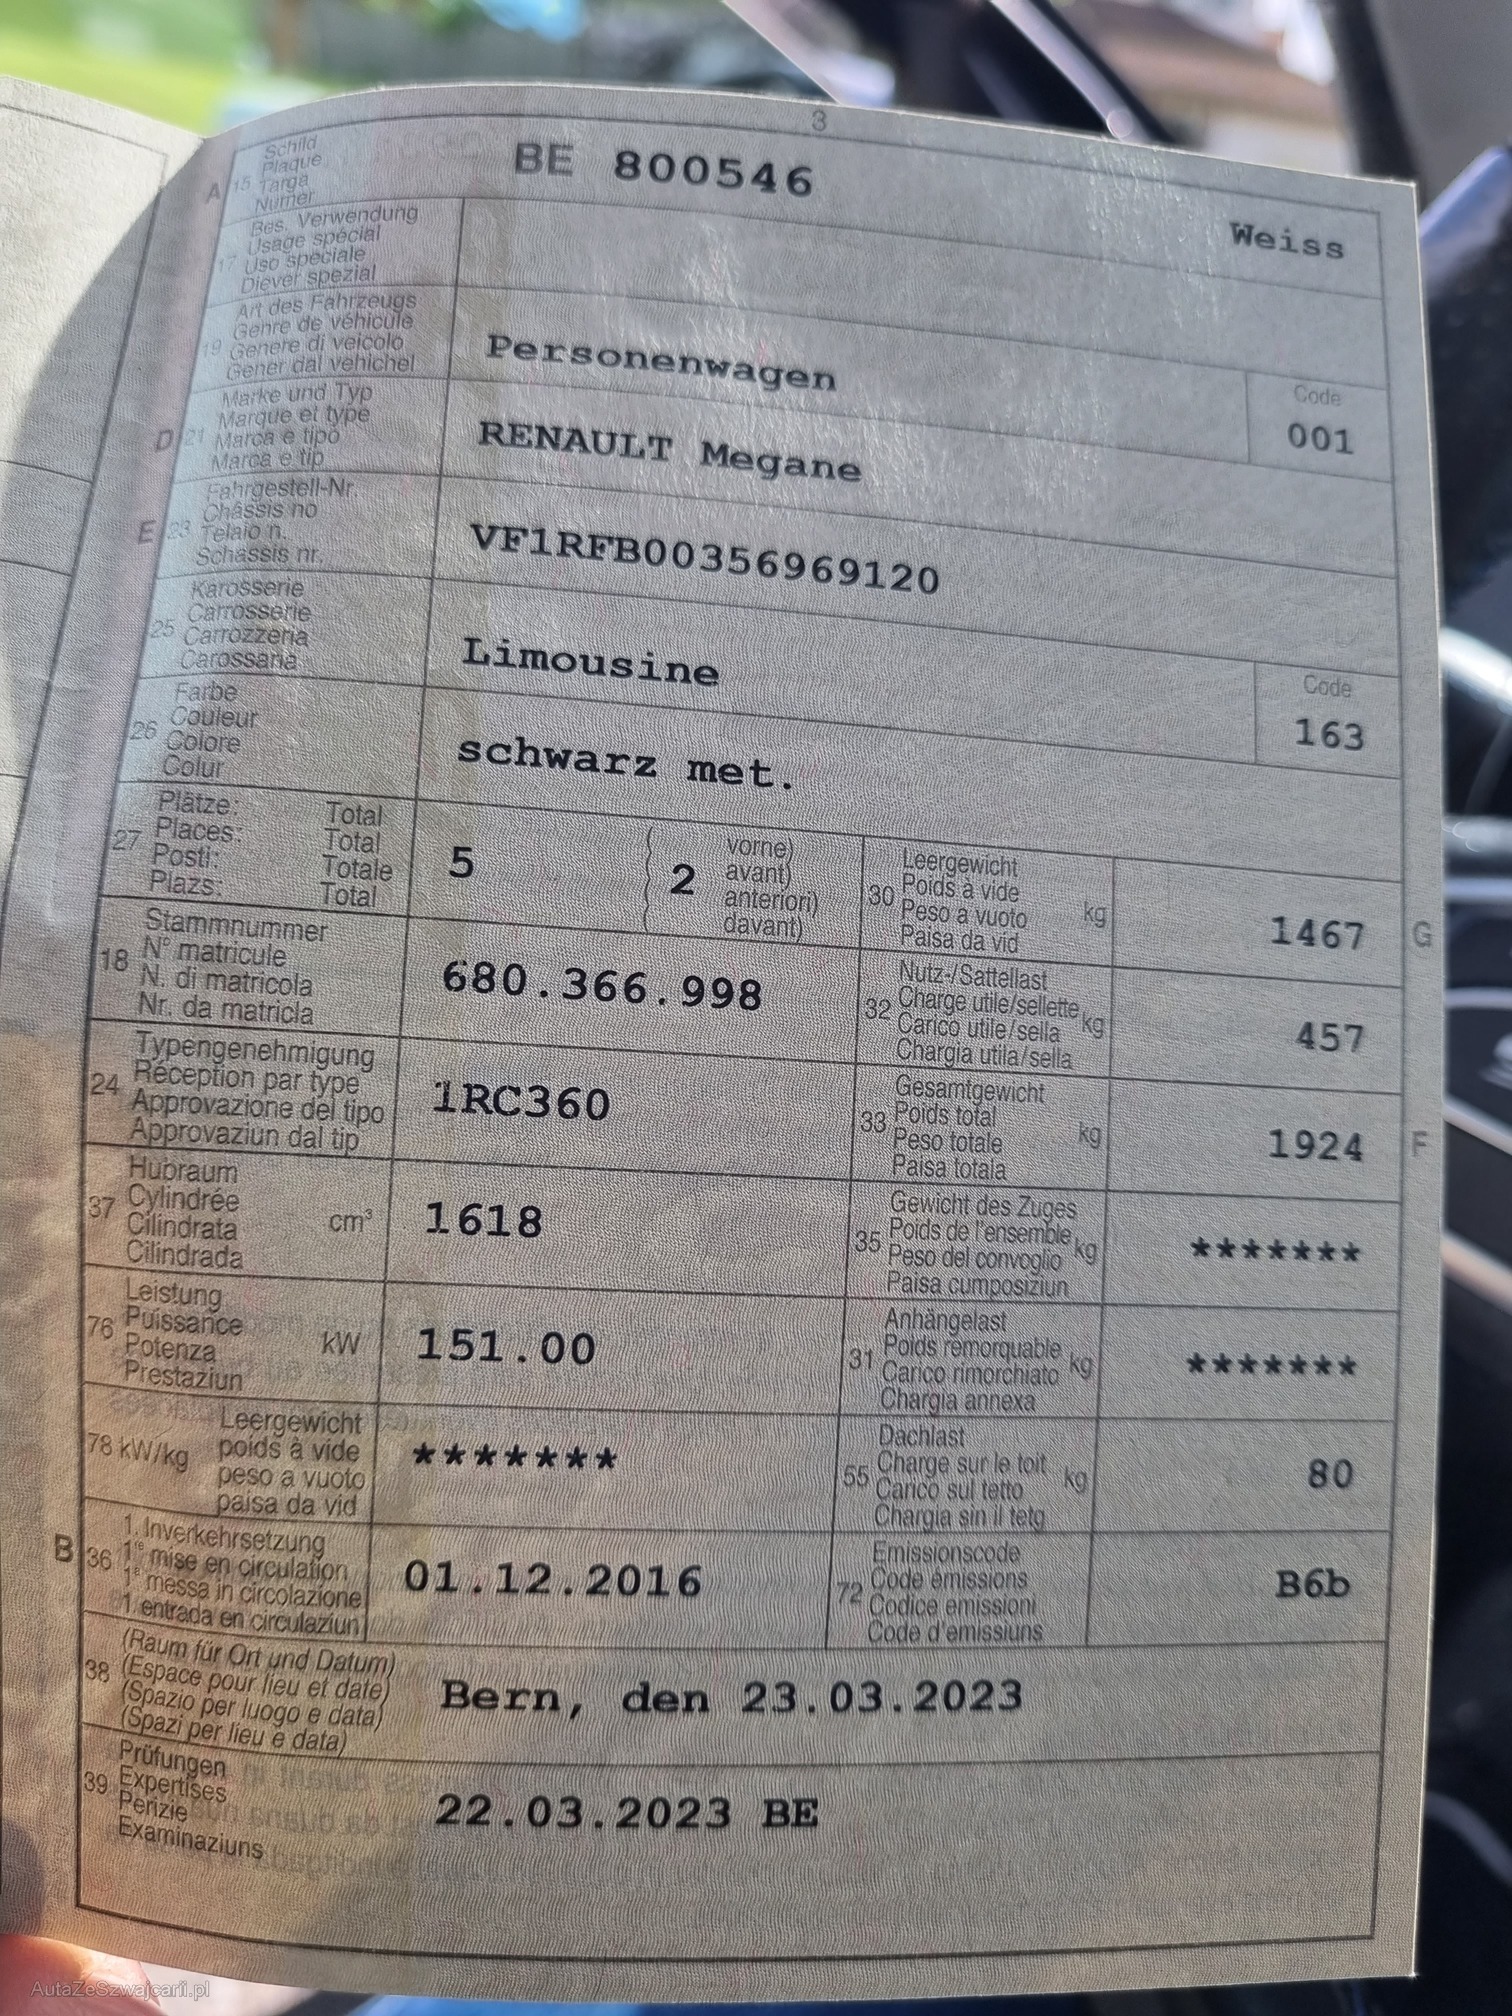 3
A 15 Schild
Plaque
Targa
Numer
BE 800546
Weiss
17 Bes. Verwendung
Usage spécial
Uso speciale
Diever spezial
19 Art des Fahrzeugs
Genre de véhicule
Genere di veicolo
Gener dal vehichel
Personenwagen
Code
001
D 21 Marke und Typ
Marque et type
Marca e tipo
Marca e tip
RENAULT Megane
E 23 Fahrgestell-Nr.
Châssis no
Telaio n.
Schassis nr.
VF1RFB00356969120
25 Karosserie
Carrosserie
Carrozzeria
Carossaria
Limousine
Code
163
26 Farbe
Couleur
Colore
Colur
schwarz met.
27 Plätze: Total
Places: Total
Posti: Totale
Plazs: Total
5
( 2 vorne)
avant)
anteriori)
davant)
30 Leergewicht
Poids à vide
Peso a vuoto kg
Paisa da vid
1467 G
18 Stammnummer
N° matricule
N. di matricola
Nr. da matricla
680.366.998
32 Nutz-/Sattellast
Charge utile/sellette kg
Carico utile/sella
Chargia utila/sella
457
24 Typengenehmigung
Réception par type
Approvazione del tipo
Approvaziun dal tip
1RC360
33 Gesamtgewicht
Poids total
Peso totale kg
Paisa totala
1924 F
37 Hubraum
Cylindrée
Cilindrata cm³
Cilindrada
1618
35 Gewicht des Zuges
Poids de l'ensemble kg
Peso del convoglio
Paisa cumposiziun
*******
76 Leistung
Puissance
Potenza kW
Prestaziun
151.00
31 Anhängelast
Poids remorquable kg
Carico rimorchiato
Chargia annexa
*******
78 kW/kg Leergewicht
poids à vide
peso a vuoto
paisa da vid
*******
55 Dachlast
Charge sur le toit kg
Carico sul tetto
Chargia sin il tetg
80
B 36 1. Inverkehrsetzung
1re mise en circulation
1a messa in circolazione
1. entrada en circulaziun
01.12.2016
72 Emissionscode
Code émissions
Codice emissioni
Code d'emissiuns
B6b
38 (Raum für Ort und Datum)
(Espace pour lieu et date)
(Spazio per luogo e data)
(Spazi per lieu e data)
Bern, den 23.03.2023
39 Prüfungen
Expertises
Perizie
Examinaziuns
22.03.2023 BE
AutaZeSzwajcarii.pl